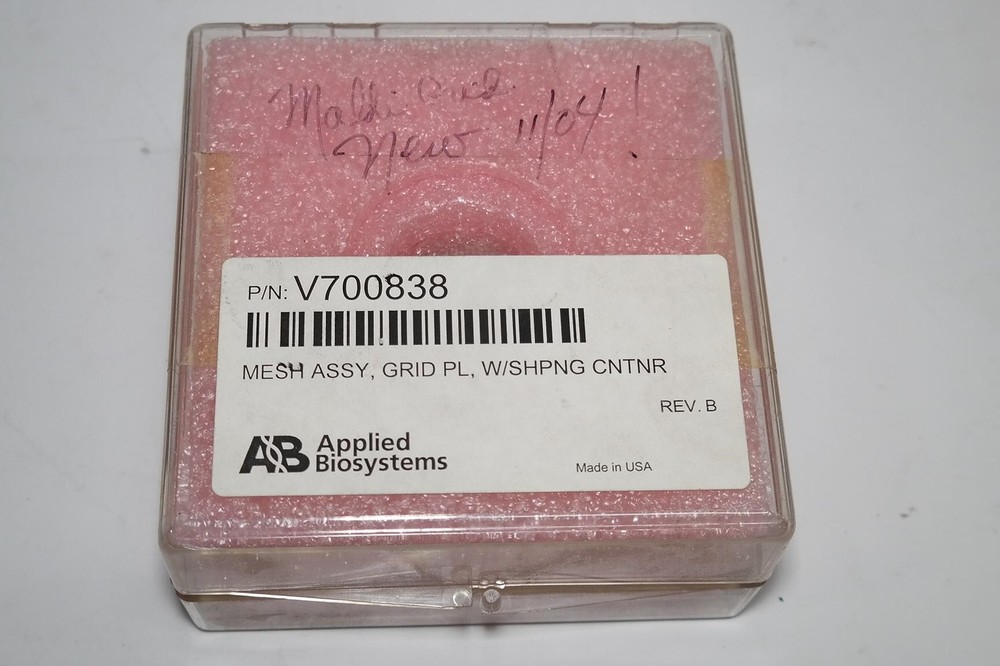 Maldi Grid
New 11/04 !
P/N: V700838
MESH ASSY, GRID PL, W/SHPNG CNTNR
REV. B
AB Applied
Biosystems
Made in USA